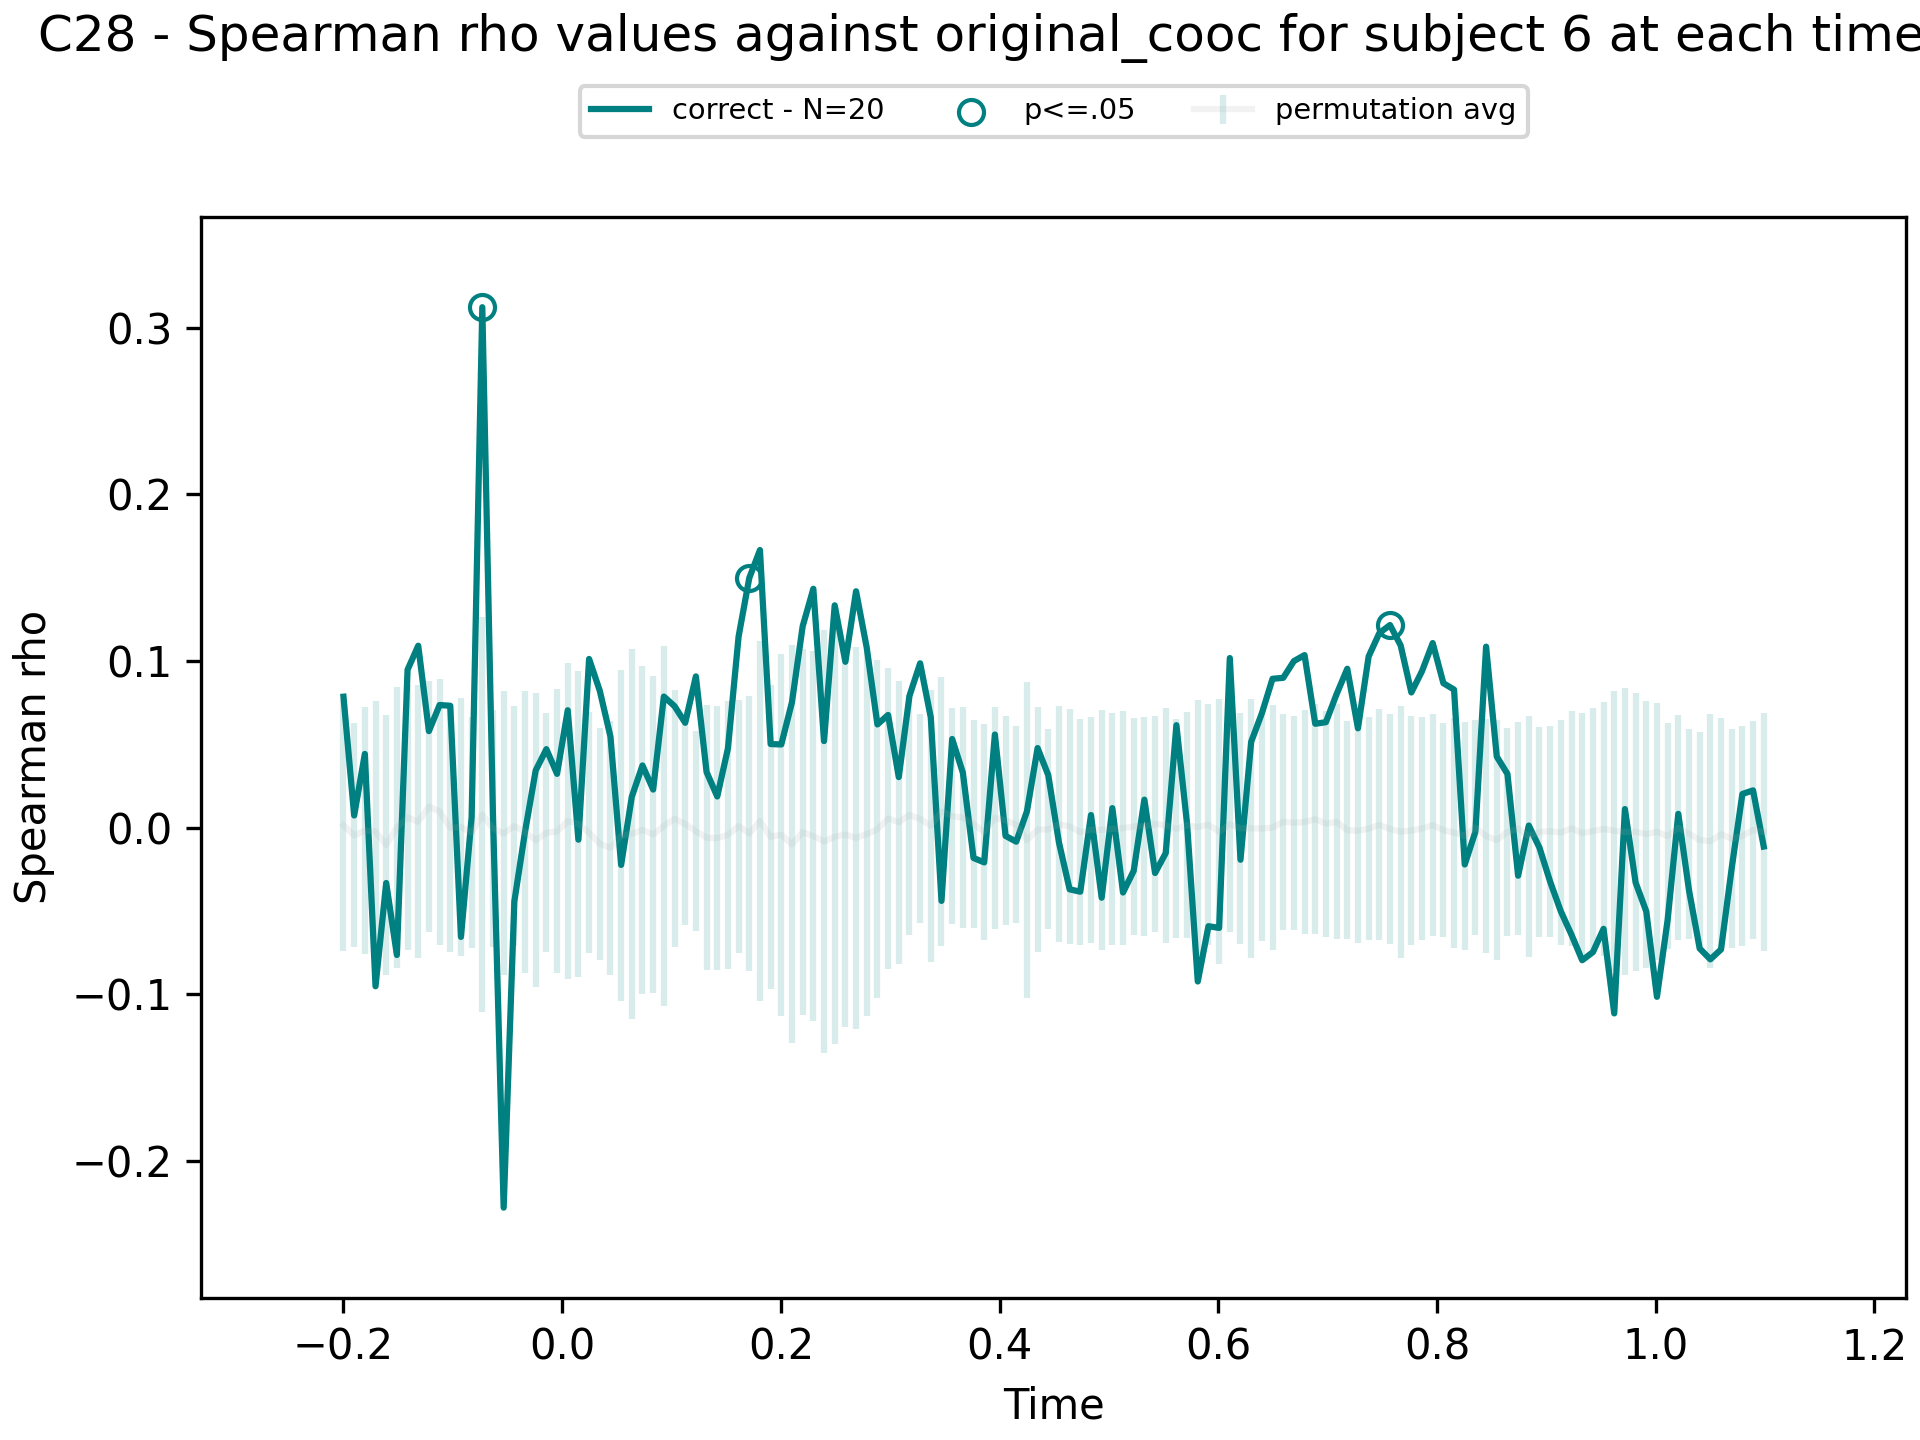 C28 - Spearman rho values against original_cooc for subject 6 at each time
correct - N=20 p<=.05 permutation avg
0.3
0.2
0.1
0.0
−0.1
−0.2
Spearman rho
−0.2 0.0 0.2 0.4 0.6 0.8 1.0 1.2
Time